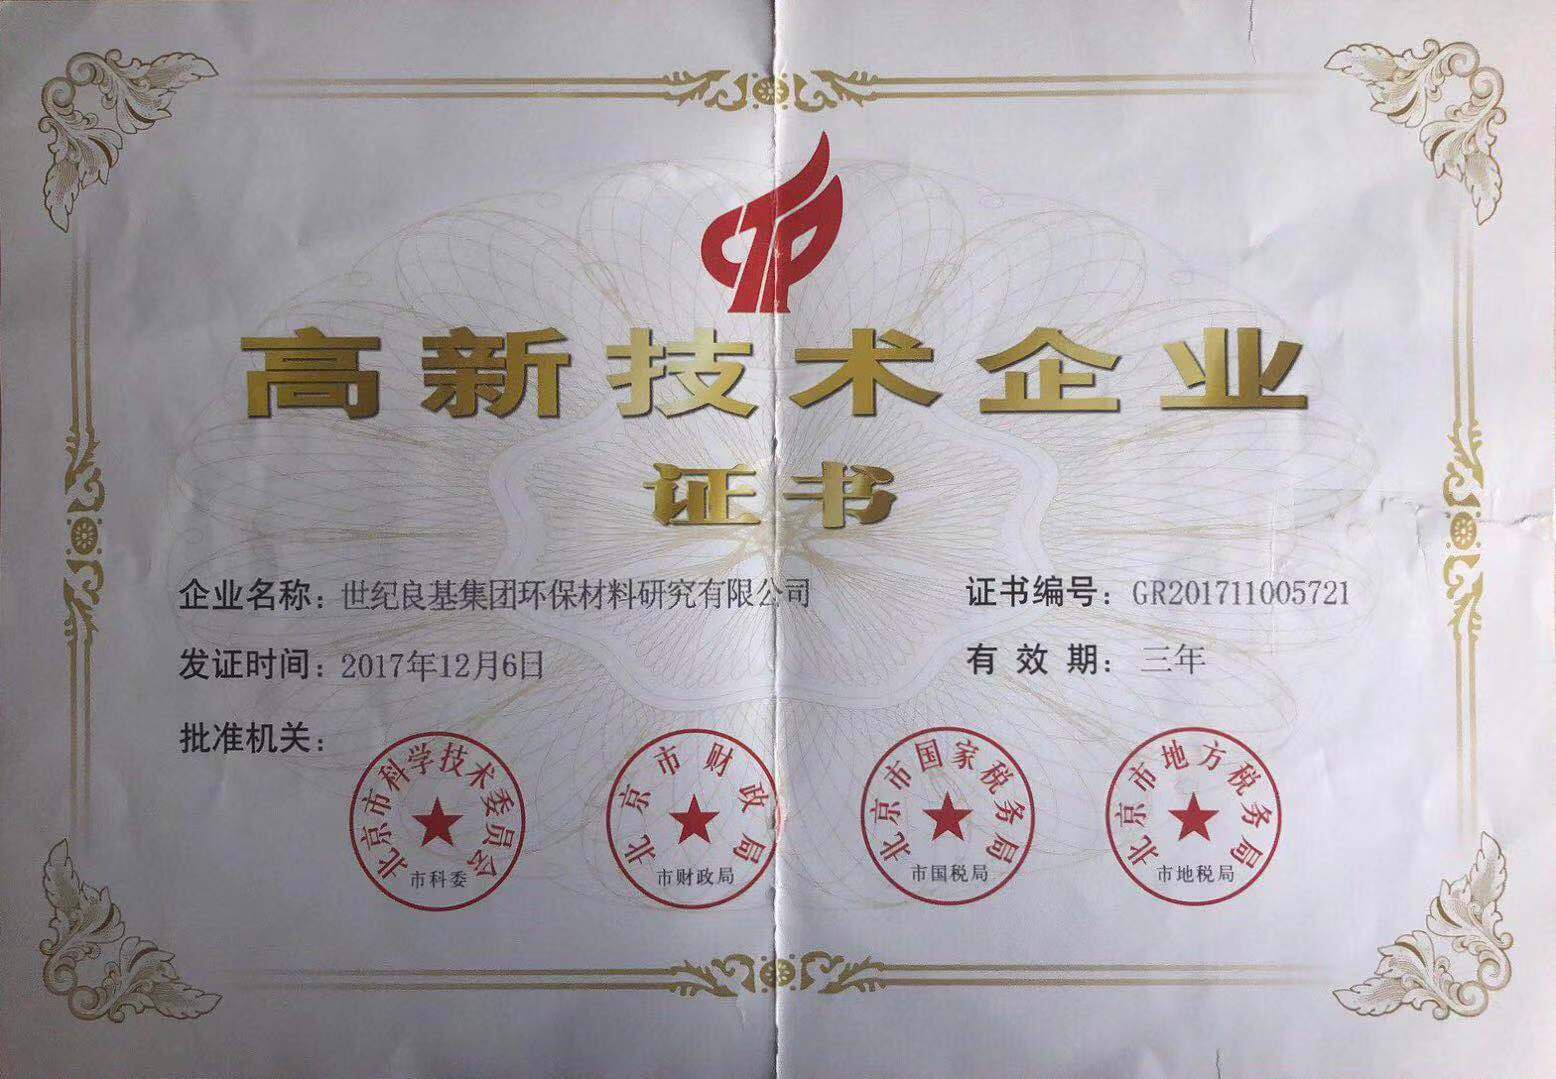 高新技术企业
证书
企业名称：世纪良基集团环保材料研究有限公司
证书编号：GR201711005721
发证时间：2017年12月6日
有效期：三年
批准机关：
北京市科学技术委员会
市科委
北京市财政局
市财政局
北京市国家税务局
市国税局
北京市地方税务局
市地税局